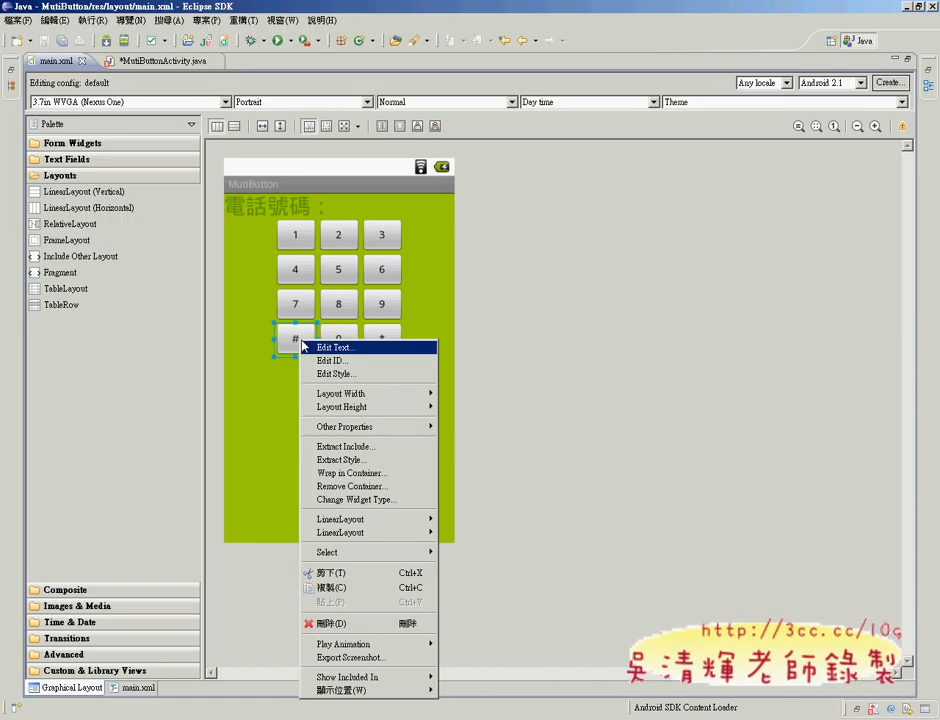 Java - MutiButton/res/layout/main.xml - Eclipse SDK
檔案(F) 編輯(E) 執行(R) 導覽(N) 搜尋(A) 專案(P) 重構(T) 視窗(W) 說明(H)
Java
main.xml *MutiButtonActivity.java
Editing config: default Any locale Android 2.1 Create...
3.7in WVGA (Nexus One) Portrait Normal Day time Theme
Palette
Form Widgets
Text Fields
Layouts
LinearLayout (Vertical)
LinearLayout (Horizontal)
RelativeLayout
FrameLayout
Include Other Layout
Fragment
TableLayout
TableRow
Composite
Images & Media
Time & Date
Transitions
Advanced
Custom & Library Views
MutiButton
電話號碼：
1 2 3
4 5 6
7 8 9
# 0 *
Edit Text...
Edit ID...
Edit Style...
Layout Width
Layout Height
Other Properties
Extract Include...
Extract Style...
Wrap in Container...
Remove Container...
Change Widget Type...
LinearLayout
LinearLayout
Select
剪下(T) Ctrl+X
複製(C) Ctrl+C
貼上(P) Ctrl+V
刪除(D) 刪除
Play Animation
Export Screenshot...
Show Included In
顯示位置(W)
http://3cc.cc/10g
吳清輝老師錄製
Graphical Layout main.xml
Android SDK Content Loader